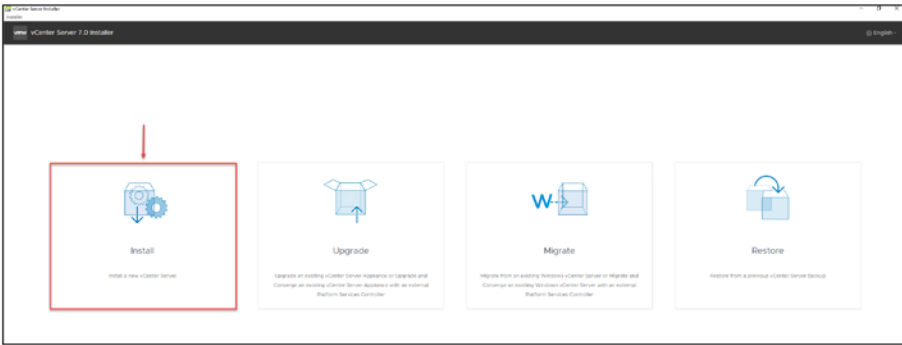 vCenter Server Installer
Installer
vmw vCenter Server 7.0 Installer
English
Install
Install a new vCenter Server
Upgrade
Upgrade an existing vCenter Server Appliance or Upgrade and
Converge an existing vCenter Server Appliance with an external
Platform Services Controller
Migrate
Migrate from an existing Windows vCenter Server or Migrate and
Converge an existing Windows vCenter Server with an external
Platform Services Controller
Restore
Restore from a previous vCenter Server Backup